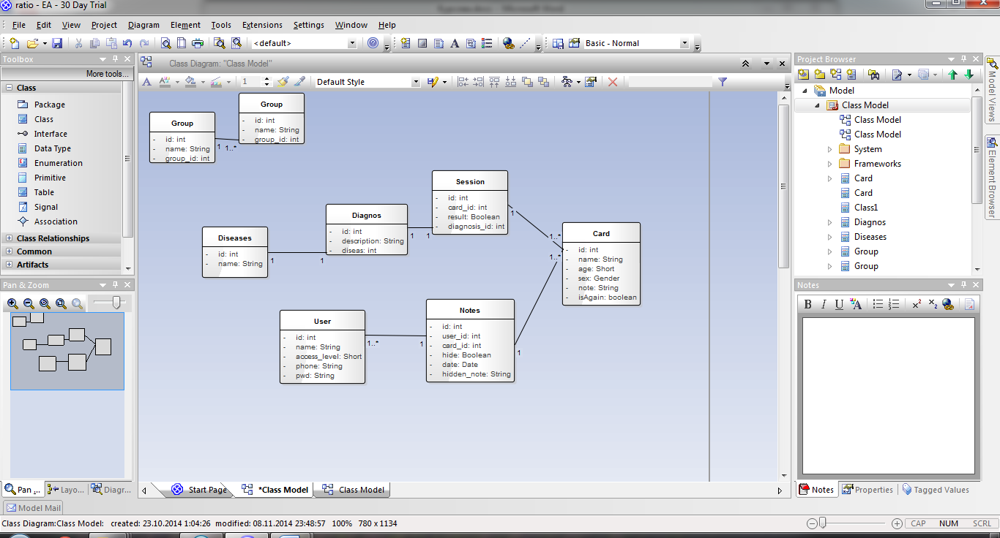 ratio - EA - 30 Day Trial
File Edit View Project Diagram Element Tools Extensions Settings Window Help
<default>
Basic - Normal
Toolbox
More tools...
Class
Package
Class
Interface
Data Type
Enumeration
Primitive
Table
Signal
Association
Class Relationships
Common
Artifacts
Pan & Zoom
Pan ... Layo... Diagr...
Model Mail
Class Diagram: "Class Model"
1
Default Style
Group
- id: int
- name: String
- group_id: int
1 1..*
Group
- id: int
- name: String
- group_id: int
Session
- id: int
- card_id: int
- result: Boolean
- diagnosis_id: int
1
1..*
Diagnos
- id: int
- description: String
- diseas: int
1 1
Diseases
- id: int
- name: String
1 1
Card
- id: int
- name: String
- age: Short
- sex: Gender
- note: String
- isAgain: boolean
1..*
User
- id: int
- name: String
- access_level: Short
- phone: String
- pwd: String
1..* 1
Notes
- id: int
- user_id: int
- card_id: int
- hide: Boolean
- date: Date
- hidden_note: String
1
Start Page *Class Model Class Model
Project Browser
Model
Class Model
Class Model
Class Model
System
Frameworks
Card
Card
Class1
Diagnos
Diseases
Group
Group
Notes
B I U A x² x₂
Notes Properties Tagged Values
Model Views
Element Browser
Class Diagram:Class Model: created: 23.10.2014 1:04:26 modified: 08.11.2014 23:48:57 100% 780 x 1134
CAP NUM SCRL